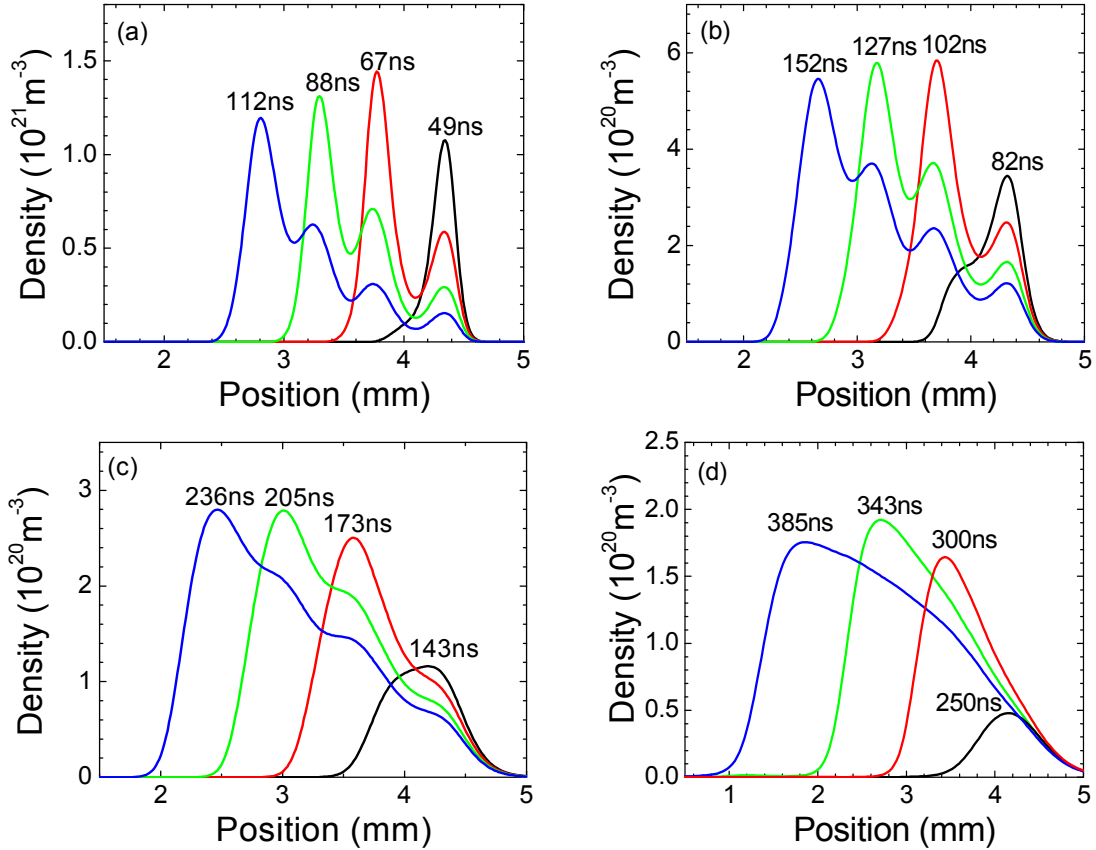 (a)
67ns
88ns
112ns
49ns
1.5
1.0
0.5
0.0
Density (10²¹m⁻³)
2 3 4 5
Position (mm)
(b)
152ns
127ns
102ns
82ns
6
4
2
0
Density (10²⁰m⁻³)
2 3 4 5
Position (mm)
(c)
236ns
205ns
173ns
143ns
3
2
1
0
Density (10²⁰m⁻³)
2 3 4 5
Position (mm)
(d)
385ns
343ns
300ns
250ns
2.5
2.0
1.5
1.0
0.5
0.0
Density (10²⁰m⁻³)
1 2 3 4 5
Position (mm)